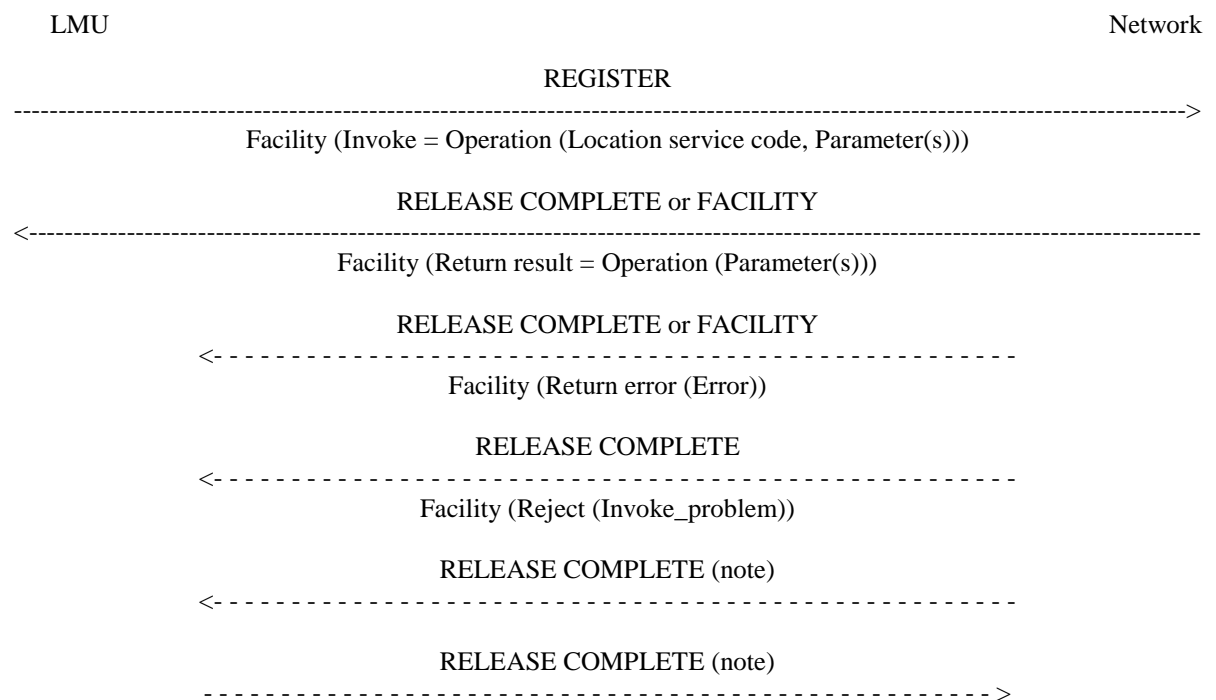 LMU Network
REGISTER
------------------------------------------------------------------------------------------------------------------------------------>
Facility (Invoke = Operation (Location service code, Parameter(s)))
RELEASE COMPLETE or FACILITY
<------------------------------------------------------------------------------------------------------------------------------------
Facility (Return result = Operation (Parameter(s)))
RELEASE COMPLETE or FACILITY
<- - - - - - - - - - - - - - - - - - - - - - - - - - - - - - - - - - - - - - - - - - - - - - - - - - - -
Facility (Return error (Error))
RELEASE COMPLETE
<- - - - - - - - - - - - - - - - - - - - - - - - - - - - - - - - - - - - - - - - - - - - - - - - - - - -
Facility (Reject (Invoke_problem))
RELEASE COMPLETE (note)
<- - - - - - - - - - - - - - - - - - - - - - - - - - - - - - - - - - - - - - - - - - - - - - - - - - - -
RELEASE COMPLETE (note)
- - - - - - - - - - - - - - - - - - - - - - - - - - - - - - - - - - - - - - - - - - - - - - - - - - - ->